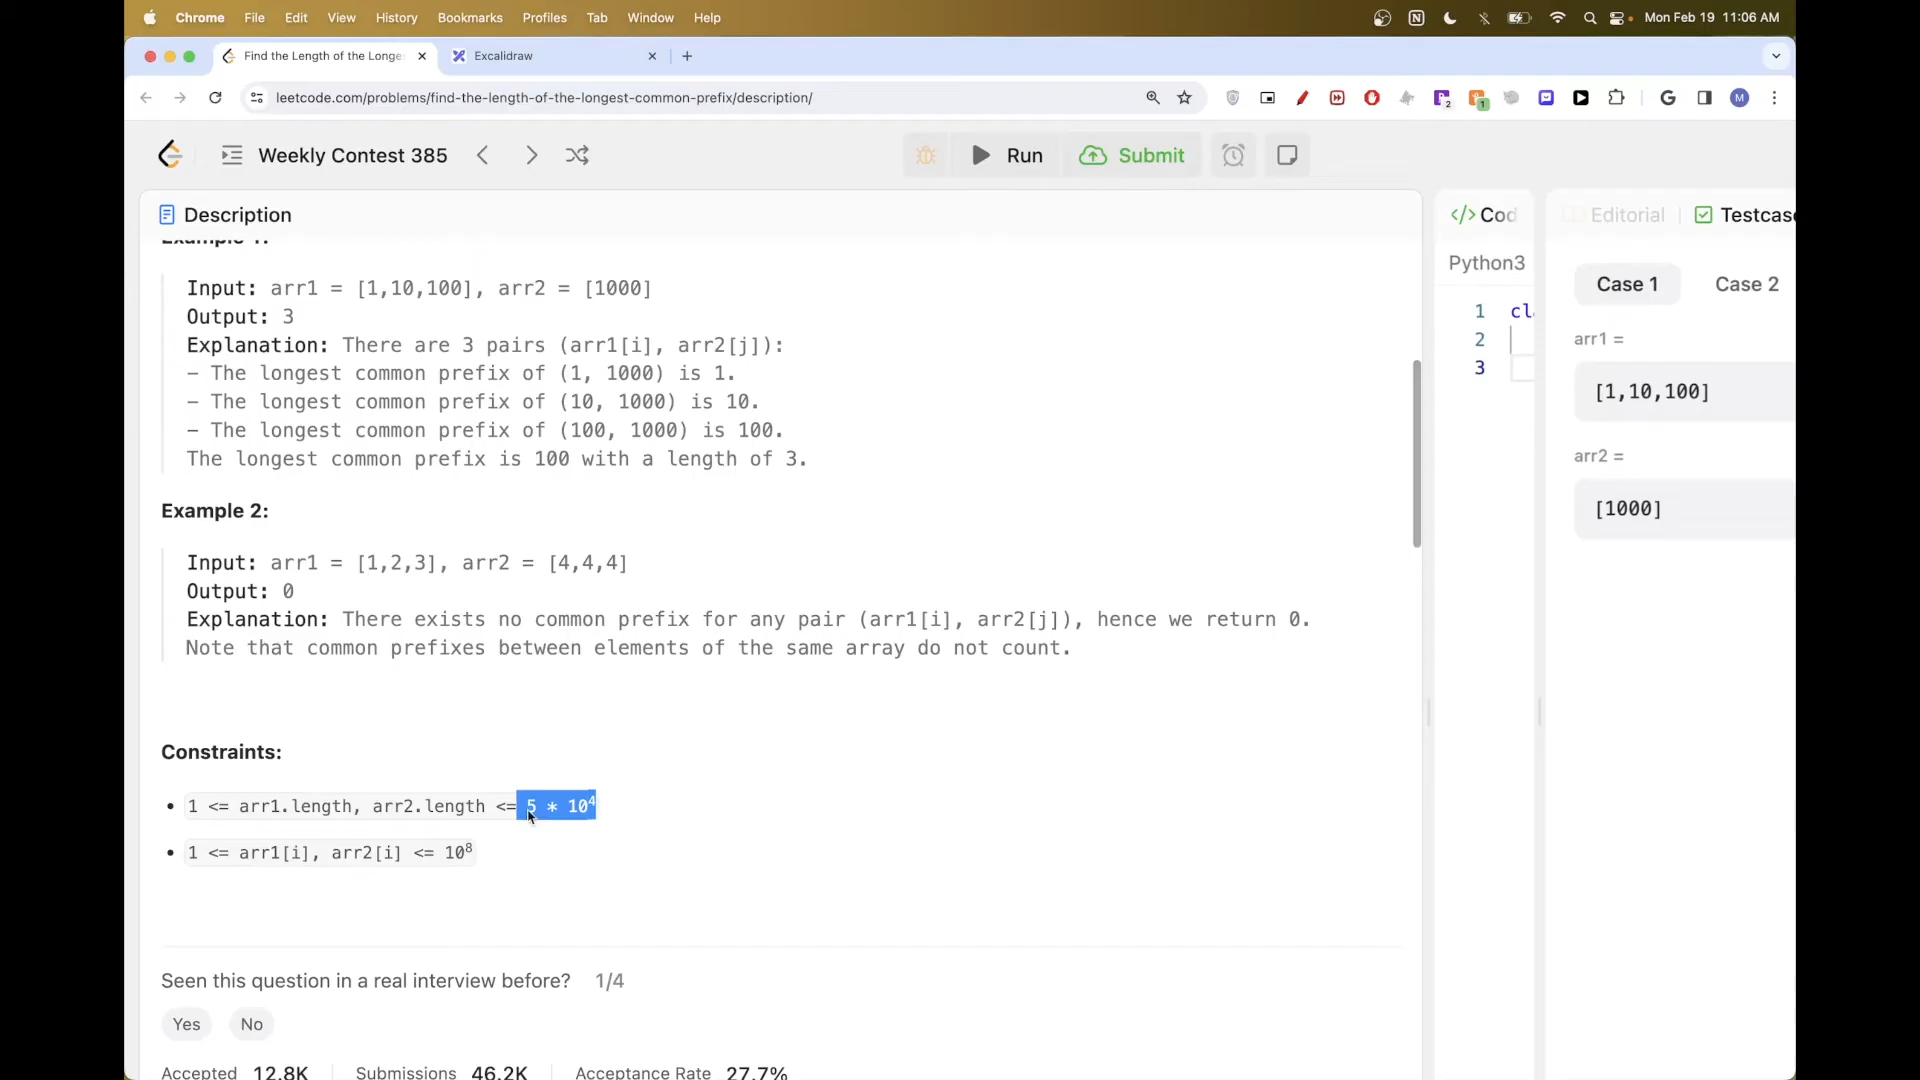 Chrome File Edit View History Bookmarks Profiles Tab Window Help Mon Feb 19 11:06 AM
Find the Length of the Longe Excalidraw
leetcode.com/problems/find-the-length-of-the-longest-common-prefix/description/
2 1 G M
Weekly Contest 385 Run Submit
Description
Example 1:
Input: arr1 = [1,10,100], arr2 = [1000]
Output: 3
Explanation: There are 3 pairs (arr1[i], arr2[j]):
- The longest common prefix of (1, 1000) is 1.
- The longest common prefix of (10, 1000) is 10.
- The longest common prefix of (100, 1000) is 100.
The longest common prefix is 100 with a length of 3.
Example 2:
Input: arr1 = [1,2,3], arr2 = [4,4,4]
Output: 0
Explanation: There exists no common prefix for any pair (arr1[i], arr2[j]), hence we return 0.
Note that common prefixes between elements of the same array do not count.
Constraints:
• 1 <= arr1.length, arr2.length <= 5 * 10⁴
• 1 <= arr1[i], arr2[i] <= 10⁸
Seen this question in a real interview before? 1/4
Yes No
Accepted 12.8K Submissions 46.2K Acceptance Rate 27.7%
</> Cod
Python3
1 cla
2
3
Editorial Testcase
Case 1 Case 2
arr1 =
[1,10,100]
arr2 =
[1000]